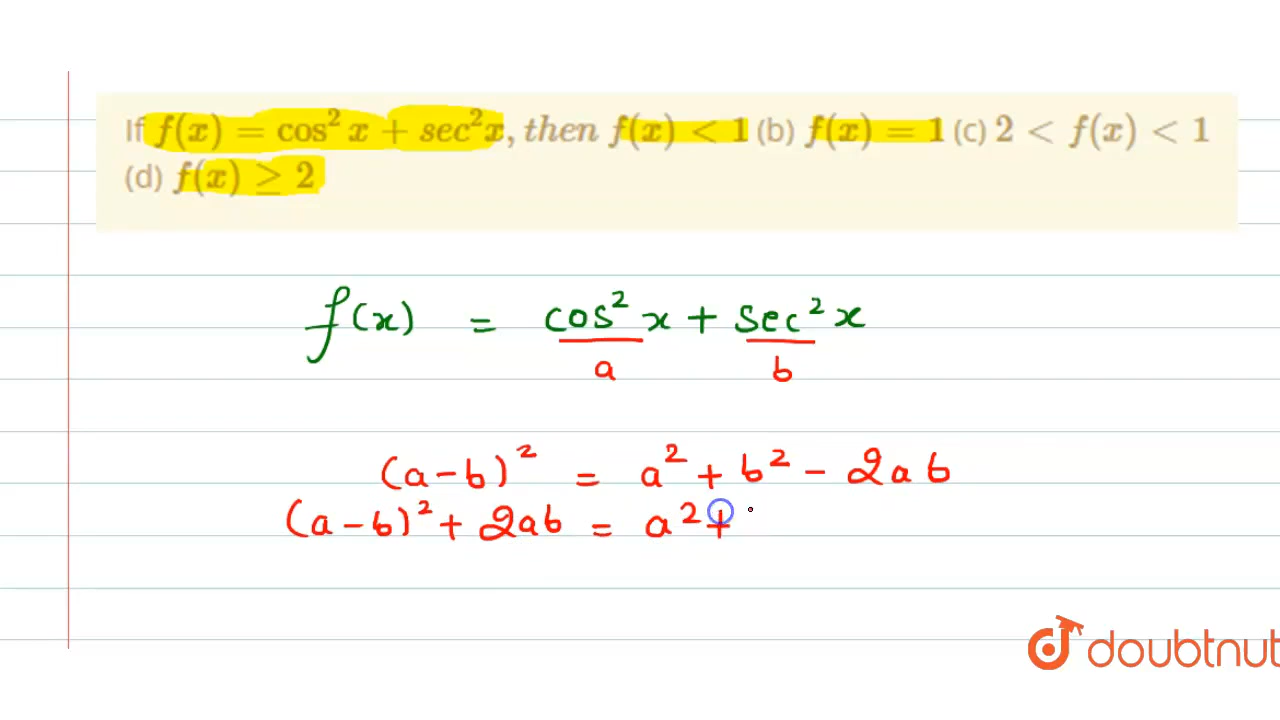 If f(x) = cos² x + sec²x, then f(x) < 1 (b) f(x) = 1 (c) 2 < f(x) < 1
(d) f(x) ≥ 2
f(x) = cos² x + sec² x
a b
(a-b)² = a² + b² - 2ab
(a-b)² + 2ab = a² +
doubtnut